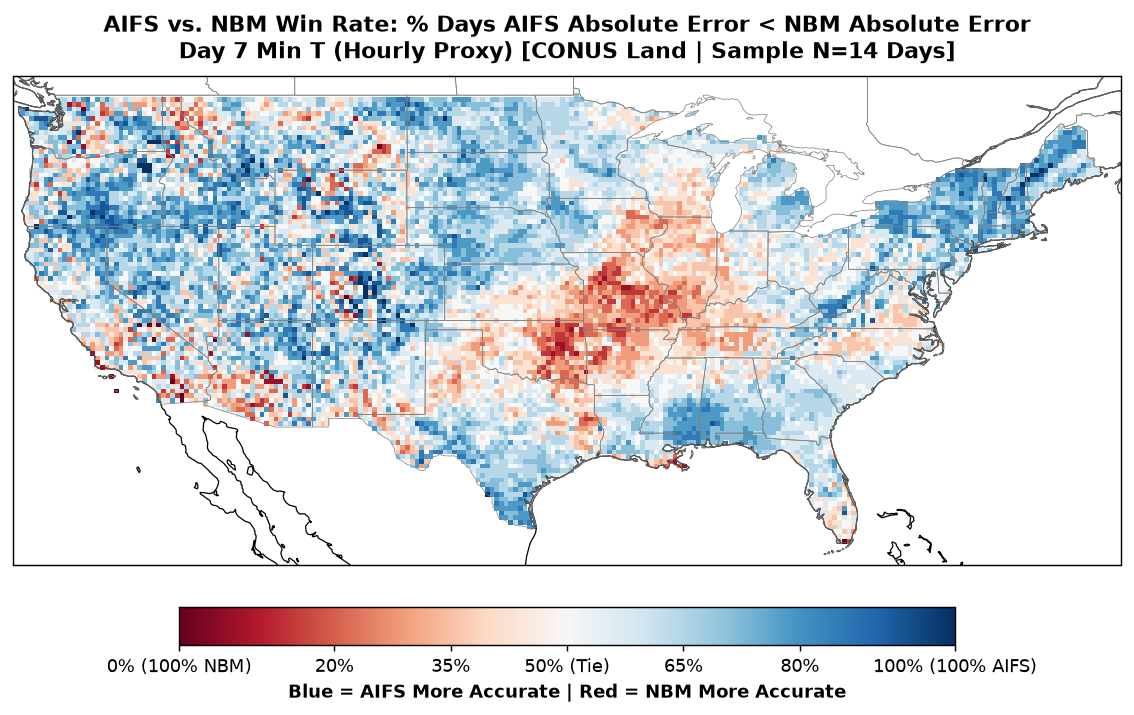 AIFS vs. NBM Win Rate: % Days AIFS Absolute Error < NBM Absolute Error
Day 7 Min T (Hourly Proxy) [CONUS Land | Sample N=14 Days]
0% (100% NBM) 20% 35% 50% (Tie) 65% 80% 100% (100% AIFS)
Blue = AIFS More Accurate | Red = NBM More Accurate